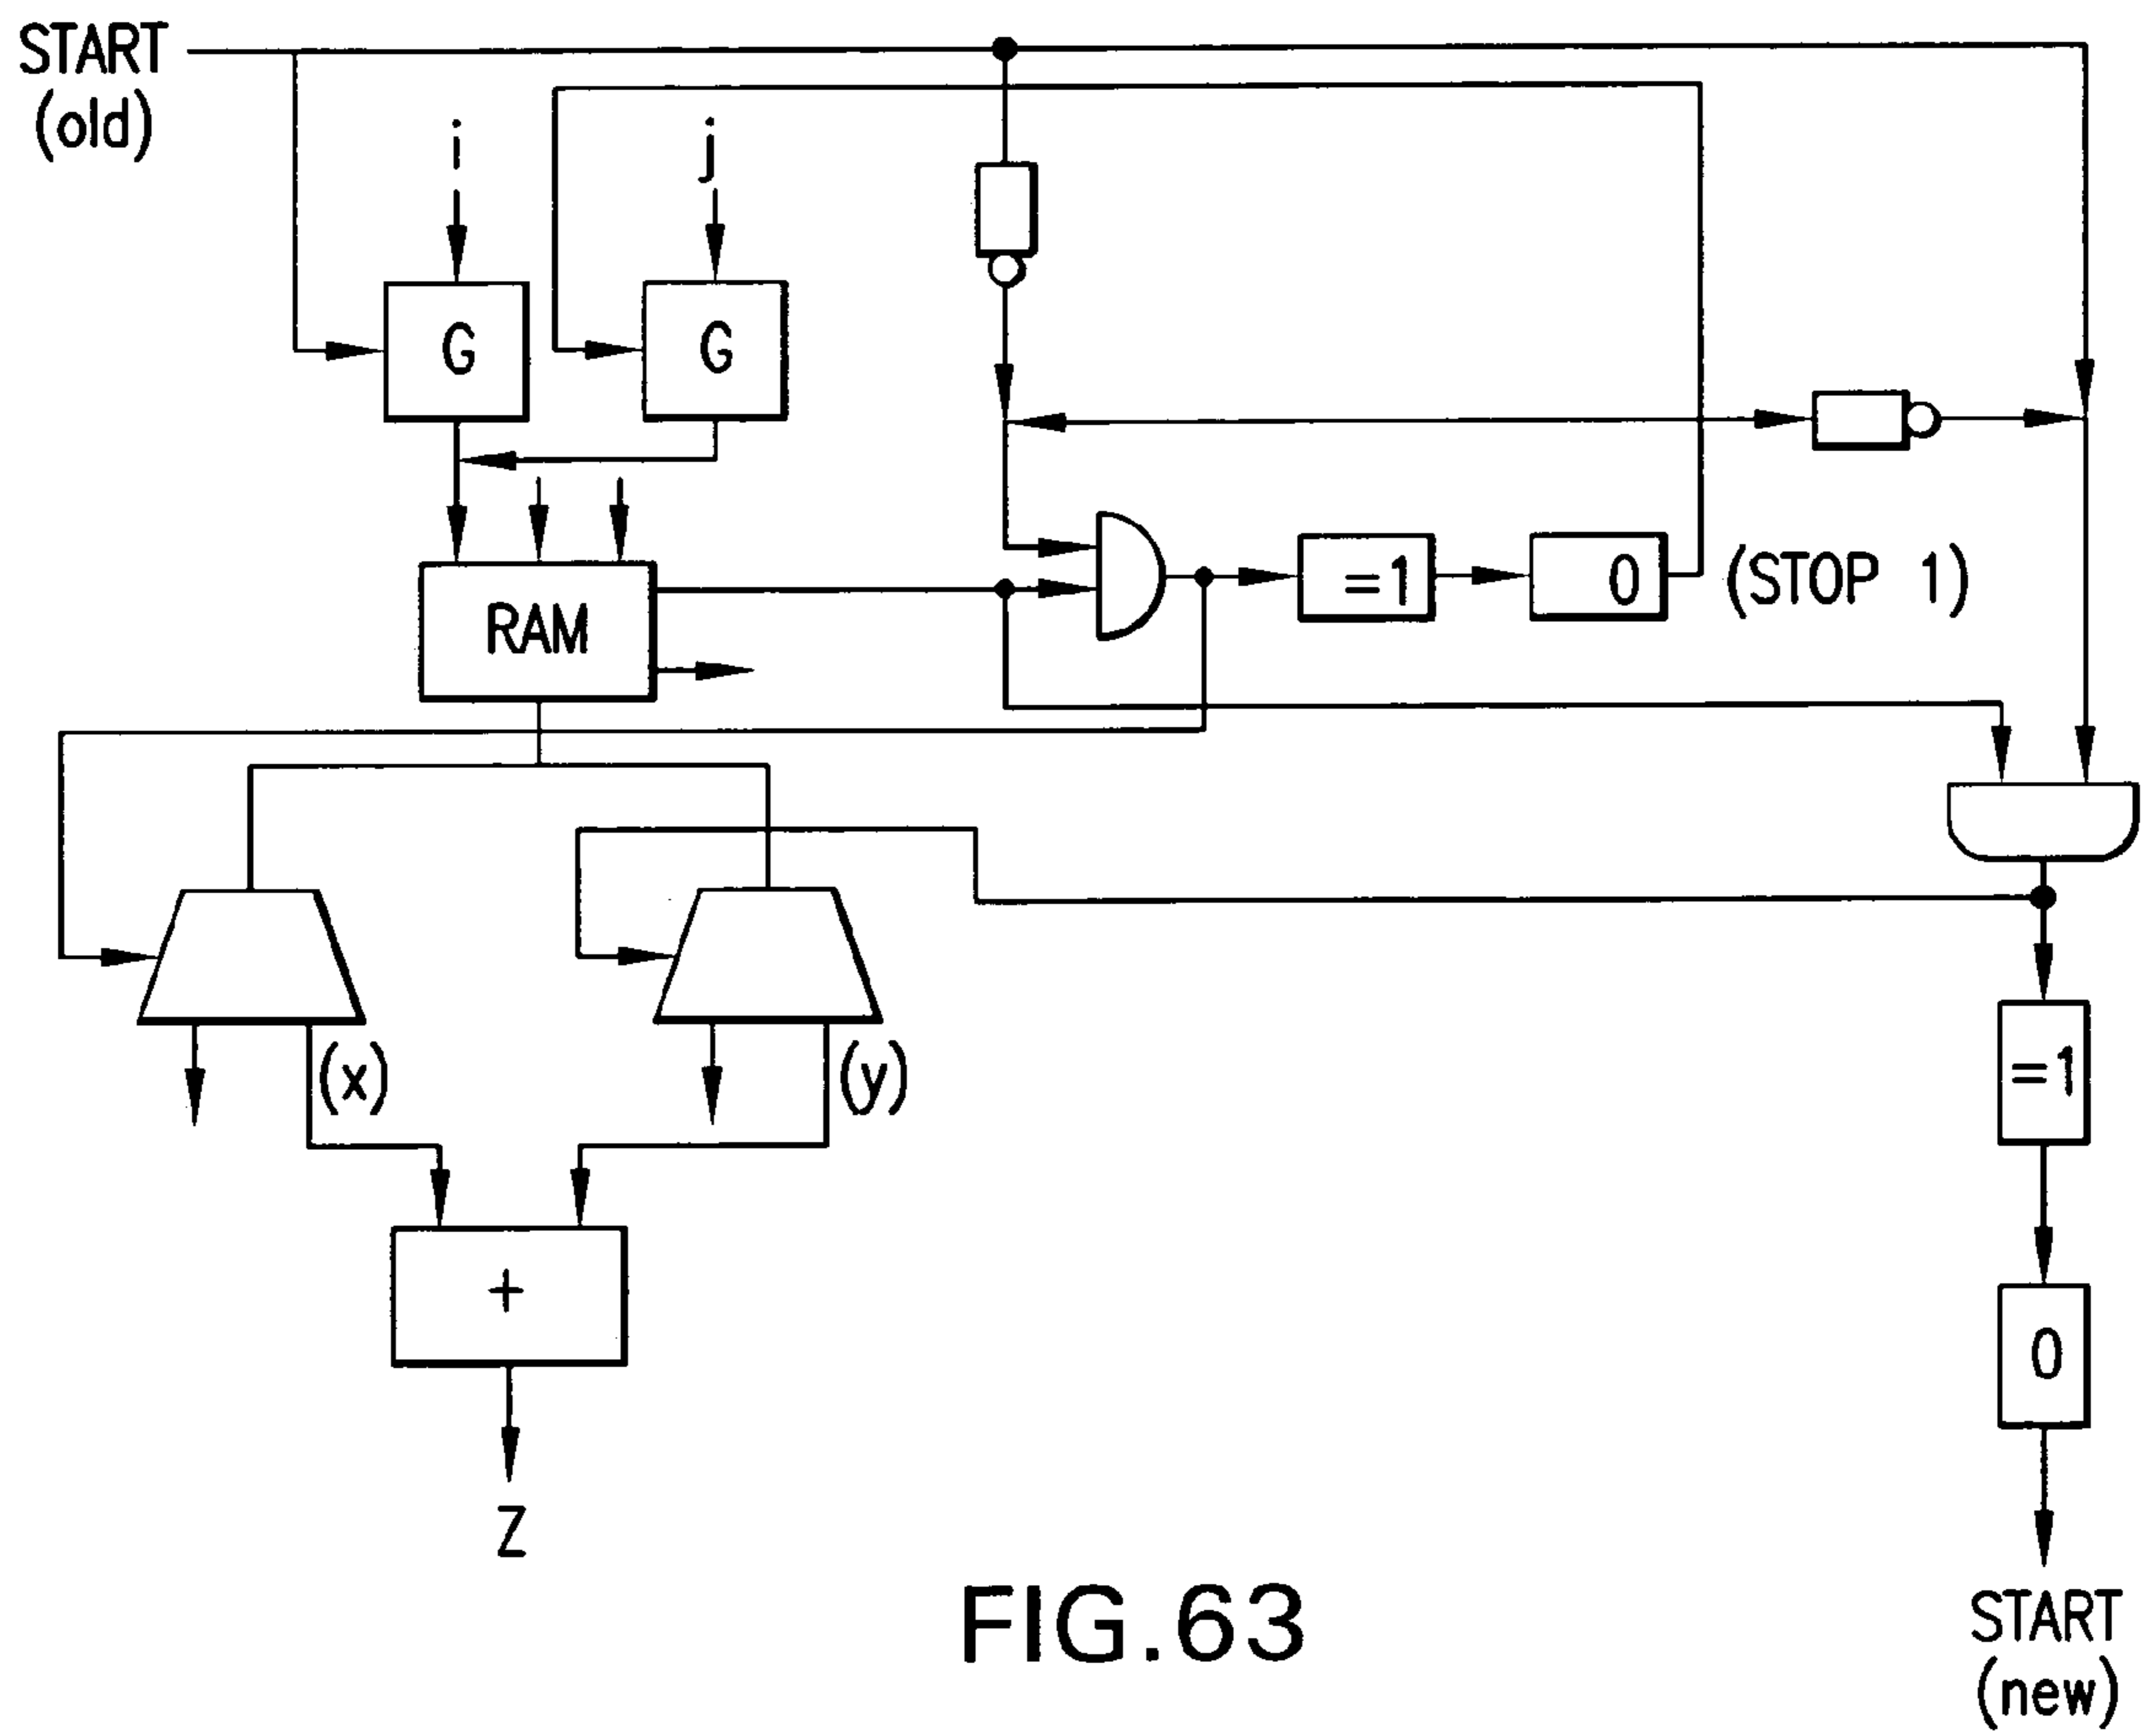 START
(old)
i
j
G
G
RAM
=1
0
(STOP 1)
(x)
(y)
=1
+
0
Z
FIG.63
START
(new)